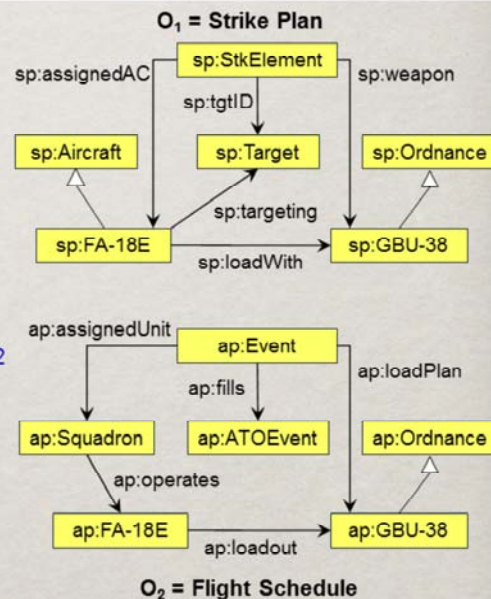 O₁ = Strike Plan
sp:StkElement
sp:assignedAC
sp:weapon
sp:tgtID
sp:Aircraft
sp:Target
sp:Ordnance
sp:targeting
sp:FA-18E
sp:GBU-38
sp:loadWith
ap:assignedUnit
ap:Event
2
ap:loadPlan
ap:fills
ap:Squadron
ap:ATOEvent
ap:Ordnance
ap:operates
ap:FA-18E
ap:GBU-38
ap:loadout
O₂ = Flight Schedule